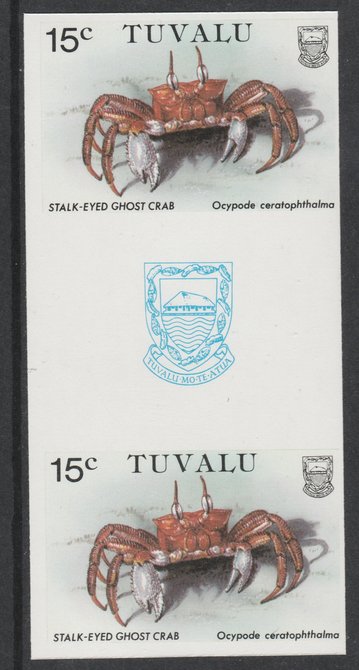 15c TUVALU
STALK-EYED GHOST CRAB Ocypode ceratophthalma
TUVALU·MO·TE·ATUA
15c TUVALU
STALK-EYED GHOST CRAB Ocypode ceratophthalma